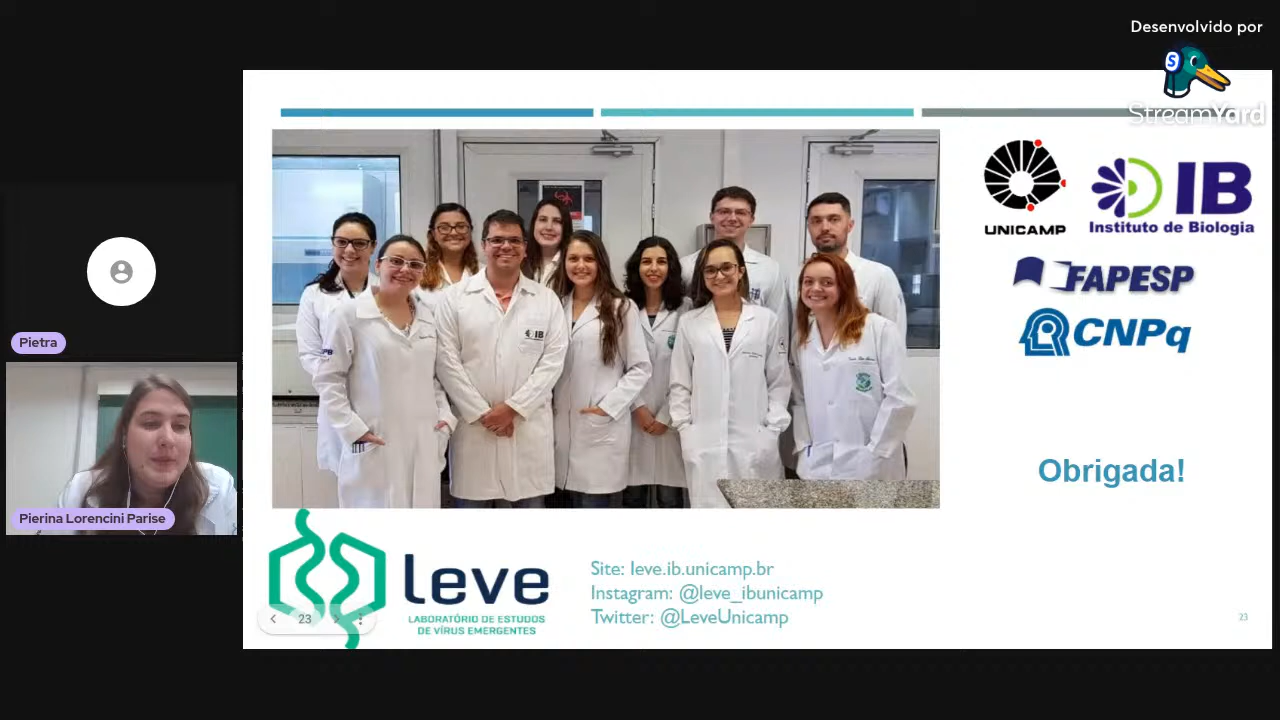 Desenvolvido por
StreamYard
UNICAMP
IB
Instituto de Biologia
FAPESP
CNPq
IB
Pietra
Pierina Lorencini Parise
Obrigada!
leve
LABORATÓRIO DE ESTUDOS
DE VÍRUS EMERGENTES
Site: leve.ib.unicamp.br
Instagram: @leve_ibunicamp
Twitter: @LeveUnicamp
23
23